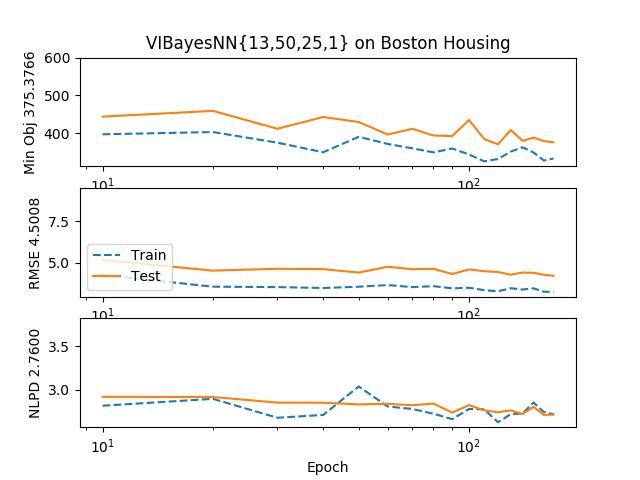 VIBayesNN{13,50,25,1} on Boston Housing
Min Obj 375.3766
600
500
400
10¹
10²
RMSE 4.5008
7.5
5.0
Train
Test
10¹
10²
NLPD 2.7600
3.5
3.0
10¹
10²
Epoch